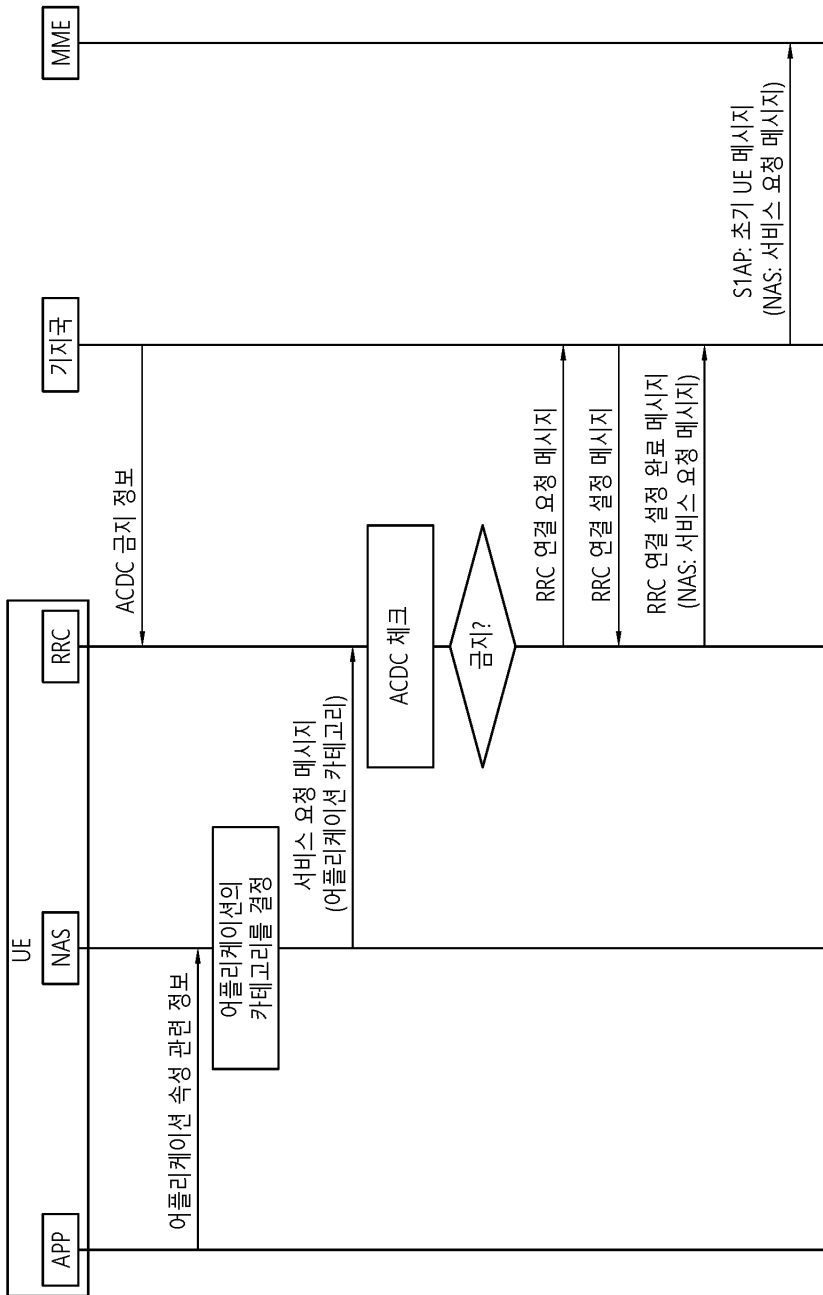 UE
APP
NAS
RRC
기지국
MME
ACDC 금지 정보
어플리케이션 속성 관련 정보
어플리케이션의
카테고리를 결정
서비스 요청 메시지
(어플리케이션 카테고리)
ACDC 체크
금지?
RRC 연결 요청 메시지
RRC 연결 설정 메시지
RRC 연결 설정 완료 메시지
(NAS: 서비스 요청 메시지)
S1AP: 초기 UE 메시지
(NAS: 서비스 요청 메시지)